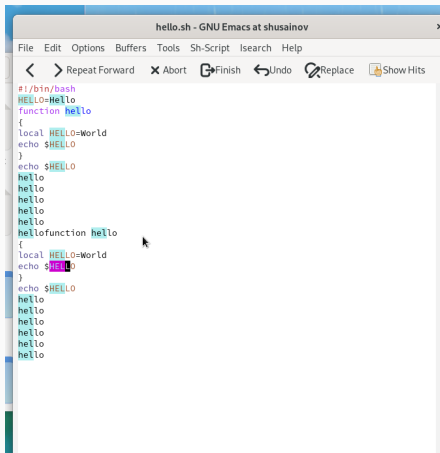 hello.sh - GNU Emacs at shusainov
File Edit Options Buffers Tools Sh-Script Isearch Help
Repeat Forward Abort Finish Undo Replace Show Hits
#!/bin/bash
HELLO=Hello
function hello
{
local HELLO=World
echo $HELLO
}
echo $HELLO
hello
hello
hello
hello
hello
hellofunction hello
{
local HELLO=World
echo $HELLO
}
echo $HELLO
hello
hello
hello
hello
hello
hello